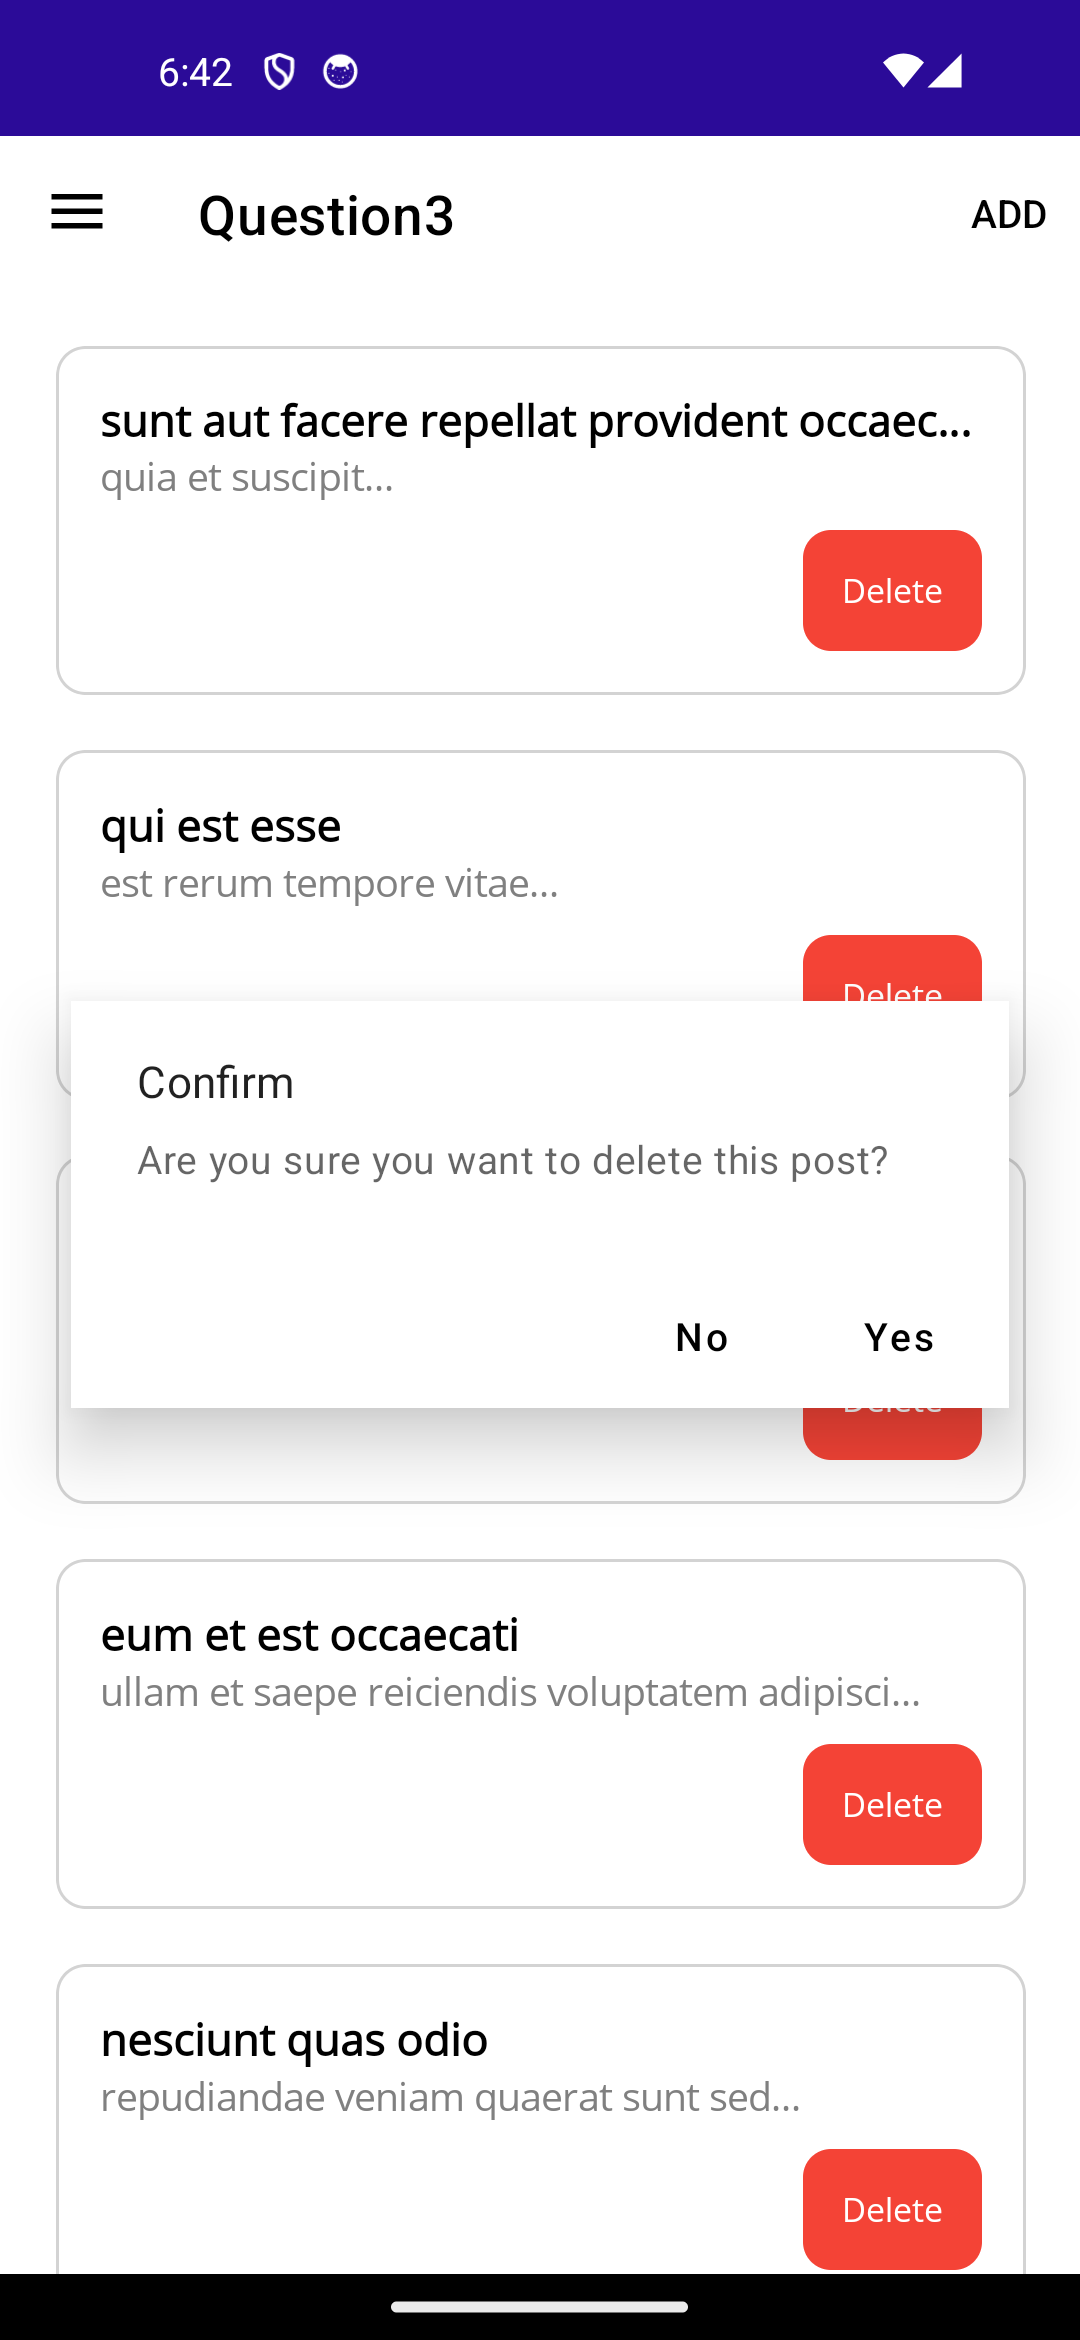 6:42
Question3
ADD
sunt aut facere repellat provident occaec...
quia et suscipit...
Delete
qui est esse
est rerum tempore vitae...
Delete
Confirm
Are you sure you want to delete this post?
No Yes
Delete
eum et est occaecati
ullam et saepe reiciendis voluptatem adipisci...
Delete
nesciunt quas odio
repudiandae veniam quaerat sunt sed...
Delete